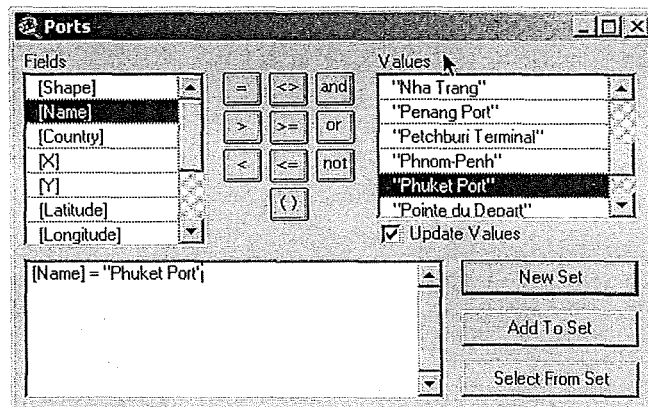 Ports
Fields
[Shape]
[Name]
[Country]
[X]
[Y]
[Latitude]
[Longitude]
= <> and
> >= or
< <= not
()
Values
"Nha Trang"
"Penang Port"
"Petchburi Terminal"
"Phnom-Penh"
"Phuket Port"
"Pointe du Depart"
Update Values
[Name] = "Phuket Port"
New Set
Add To Set
Select From Set